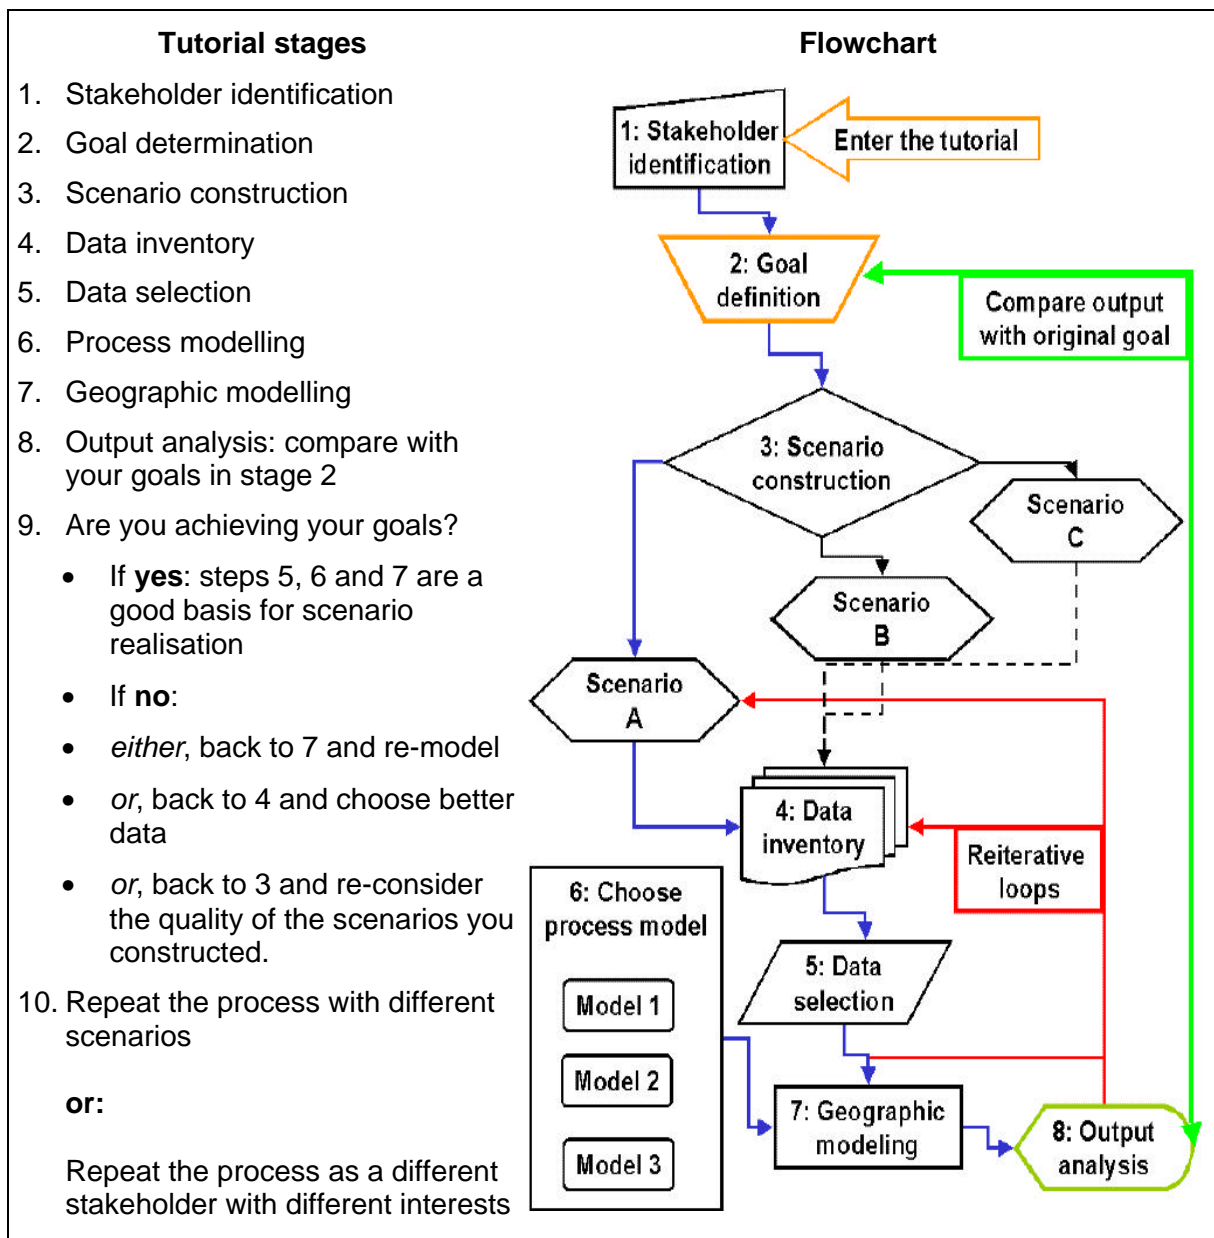 Tutorial stages
1. Stakeholder identification
2. Goal determination
3. Scenario construction
4. Data inventory
5. Data selection
6. Process modelling
7. Geographic modelling
8. Output analysis: compare with
your goals in stage 2
9. Are you achieving your goals?
• If yes: steps 5, 6 and 7 are a
good basis for scenario
realisation
• If no:
• either, back to 7 and re-model
• or, back to 4 and choose better
data
• or, back to 3 and re-consider
the quality of the scenarios you
constructed.
10. Repeat the process with different
scenarios
or:
Repeat the process as a different
stakeholder with different interests
Flowchart
1: Stakeholder
identification
Enter the tutorial
2: Goal
definition
Compare output
with original goal
3: Scenario
construction
Scenario
C
Scenario
B
Scenario
A
4: Data
inventory
Reiterative
loops
6: Choose
process model
Model 1
Model 2
Model 3
5: Data
selection
7: Geographic
modeling
8: Output
analysis